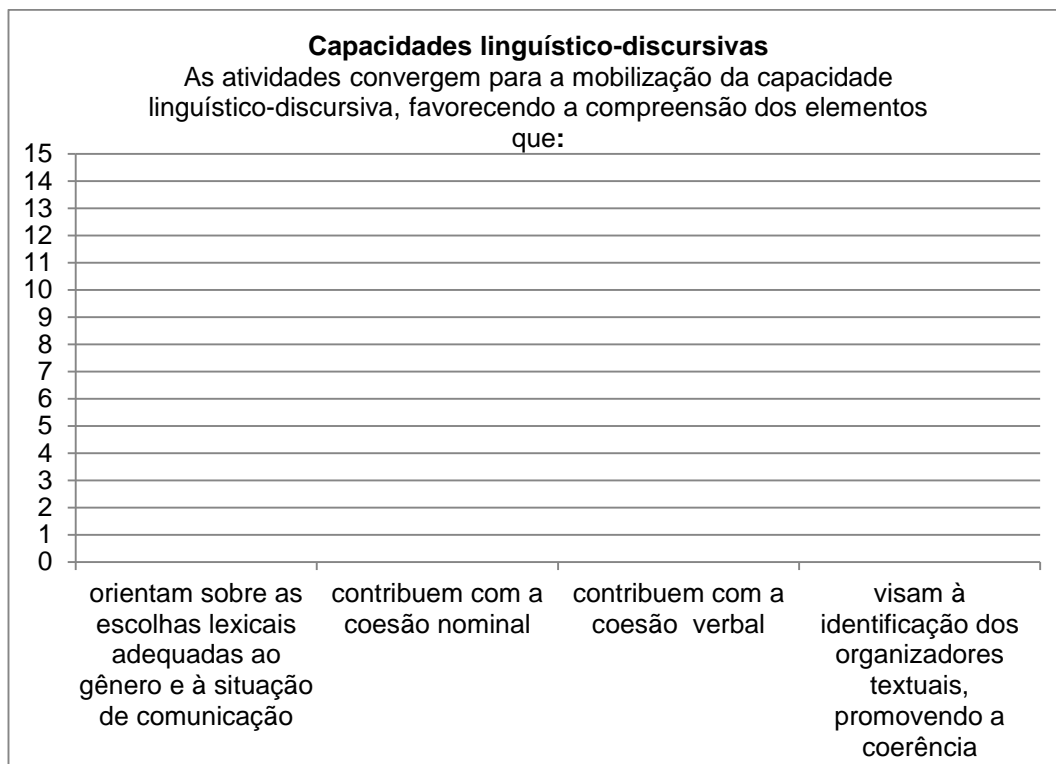 Capacidades linguístico-discursivas
As atividades convergem para a mobilização da capacidade
linguístico-discursiva, favorecendo a compreensão dos elementos
que:
15
14
13
12
11
10
9
8
7
6
5
4
3
2
1
0
orientam sobre as
escolhas lexicais
adequadas ao
gênero e à situação
de comunicação
contribuem com a
coesão nominal
contribuem com a
coesão verbal
visam à
identificação dos
organizadores
textuais,
promovendo a
coerência